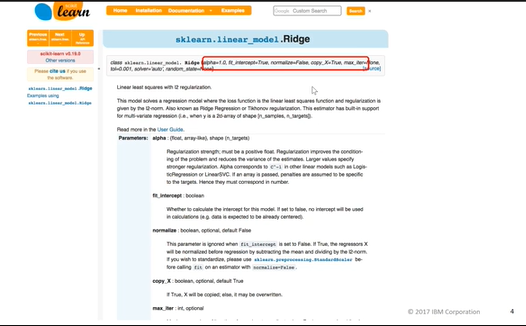 learn
Home Installation Documentation Examples
Google Custom Search Search
Previous
Next
Up
scikit-learn v0.19.0
Other versions
Please cite us if you use
the software.
sklearn.linear_model.Ridge
Examples using
sklearn.linear_model.Ridge
sklearn.linear_model.Ridge
class sklearn.linear_model. Ridge (alpha=1.0, fit_intercept=True, normalize=False, copy_X=True, max_iter=None,
tol=0.001, solver='auto', random_state=None) [source]
Linear least squares with l2 regularization.
This model solves a regression model where the loss function is the linear least squares function and regularization is
given by the l2-norm. Also known as Ridge Regression or Tikhonov regularization. This estimator has built-in support
for multi-variate regression (i.e., when y is a 2d-array of shape [n_samples, n_targets]).
Read more in the User Guide.
Parameters: alpha : {float, array-like}, shape (n_targets)
Regularization strength; must be a positive float. Regularization improves the condition-
ing of the problem and reduces the variance of the estimates. Larger values specify
stronger regularization. Alpha corresponds to C^-1 in other linear models such as Logis-
ticRegression or LinearSVC. If an array is passed, penalties are assumed to be specific
to the targets. Hence they must correspond in number.
fit_intercept : boolean
Whether to calculate the intercept for this model. If set to false, no intercept will be used
in calculations (e.g. data is expected to be already centered).
normalize : boolean, optional, default False
This parameter is ignored when fit_intercept is set to False. If True, the regressors X
will be normalized before regression by subtracting the mean and dividing by the l2-norm.
If you wish to standardize, please use sklearn.preprocessing.StandardScaler be-
fore calling fit on an estimator with normalize=False.
copy_X : boolean, optional, default True
If True, X will be copied; else, it may be overwritten.
max_iter : int, optional
© 2017 IBM Corporation 4